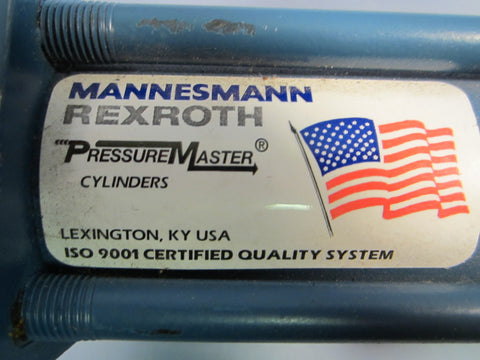 MANNESMANN
REXROTH
PRESSUREMASTER®
CYLINDERS
LEXINGTON, KY USA
ISO 9001 CERTIFIED QUALITY SYSTEM